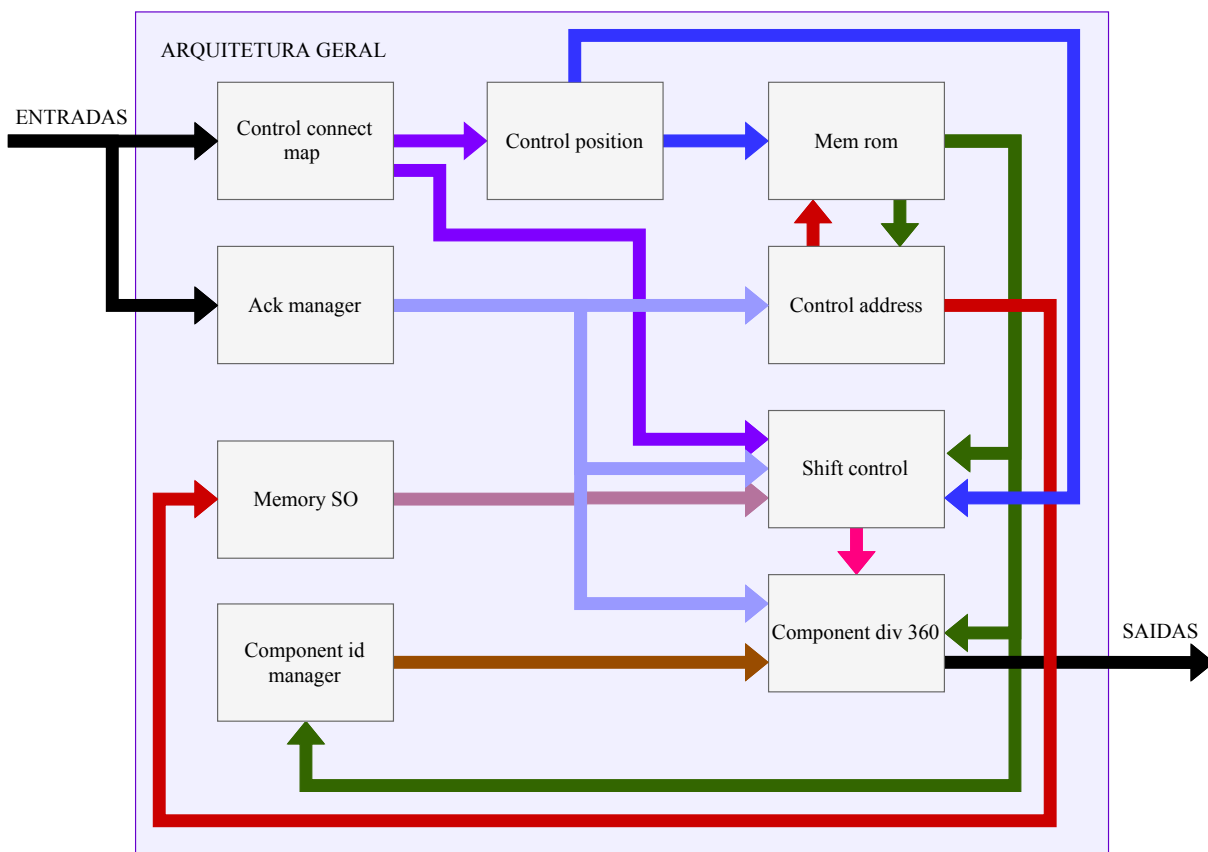 ARQUITETURA GERAL
ENTRADAS
Control connect
map
Control position
Mem rom
Ack manager
Control address
Memory SO
Shift control
Component id
manager
Component div 360
SAIDAS